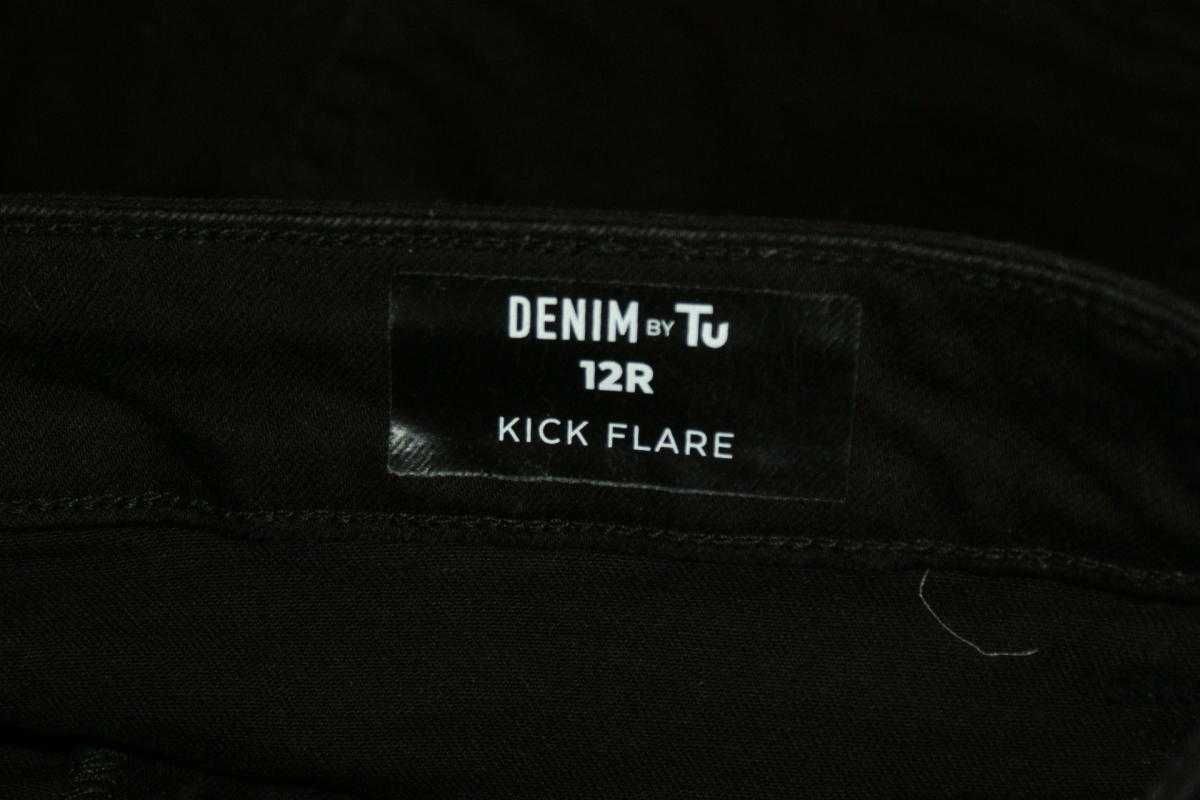 DENIM BY Tu
12R
KICK FLARE